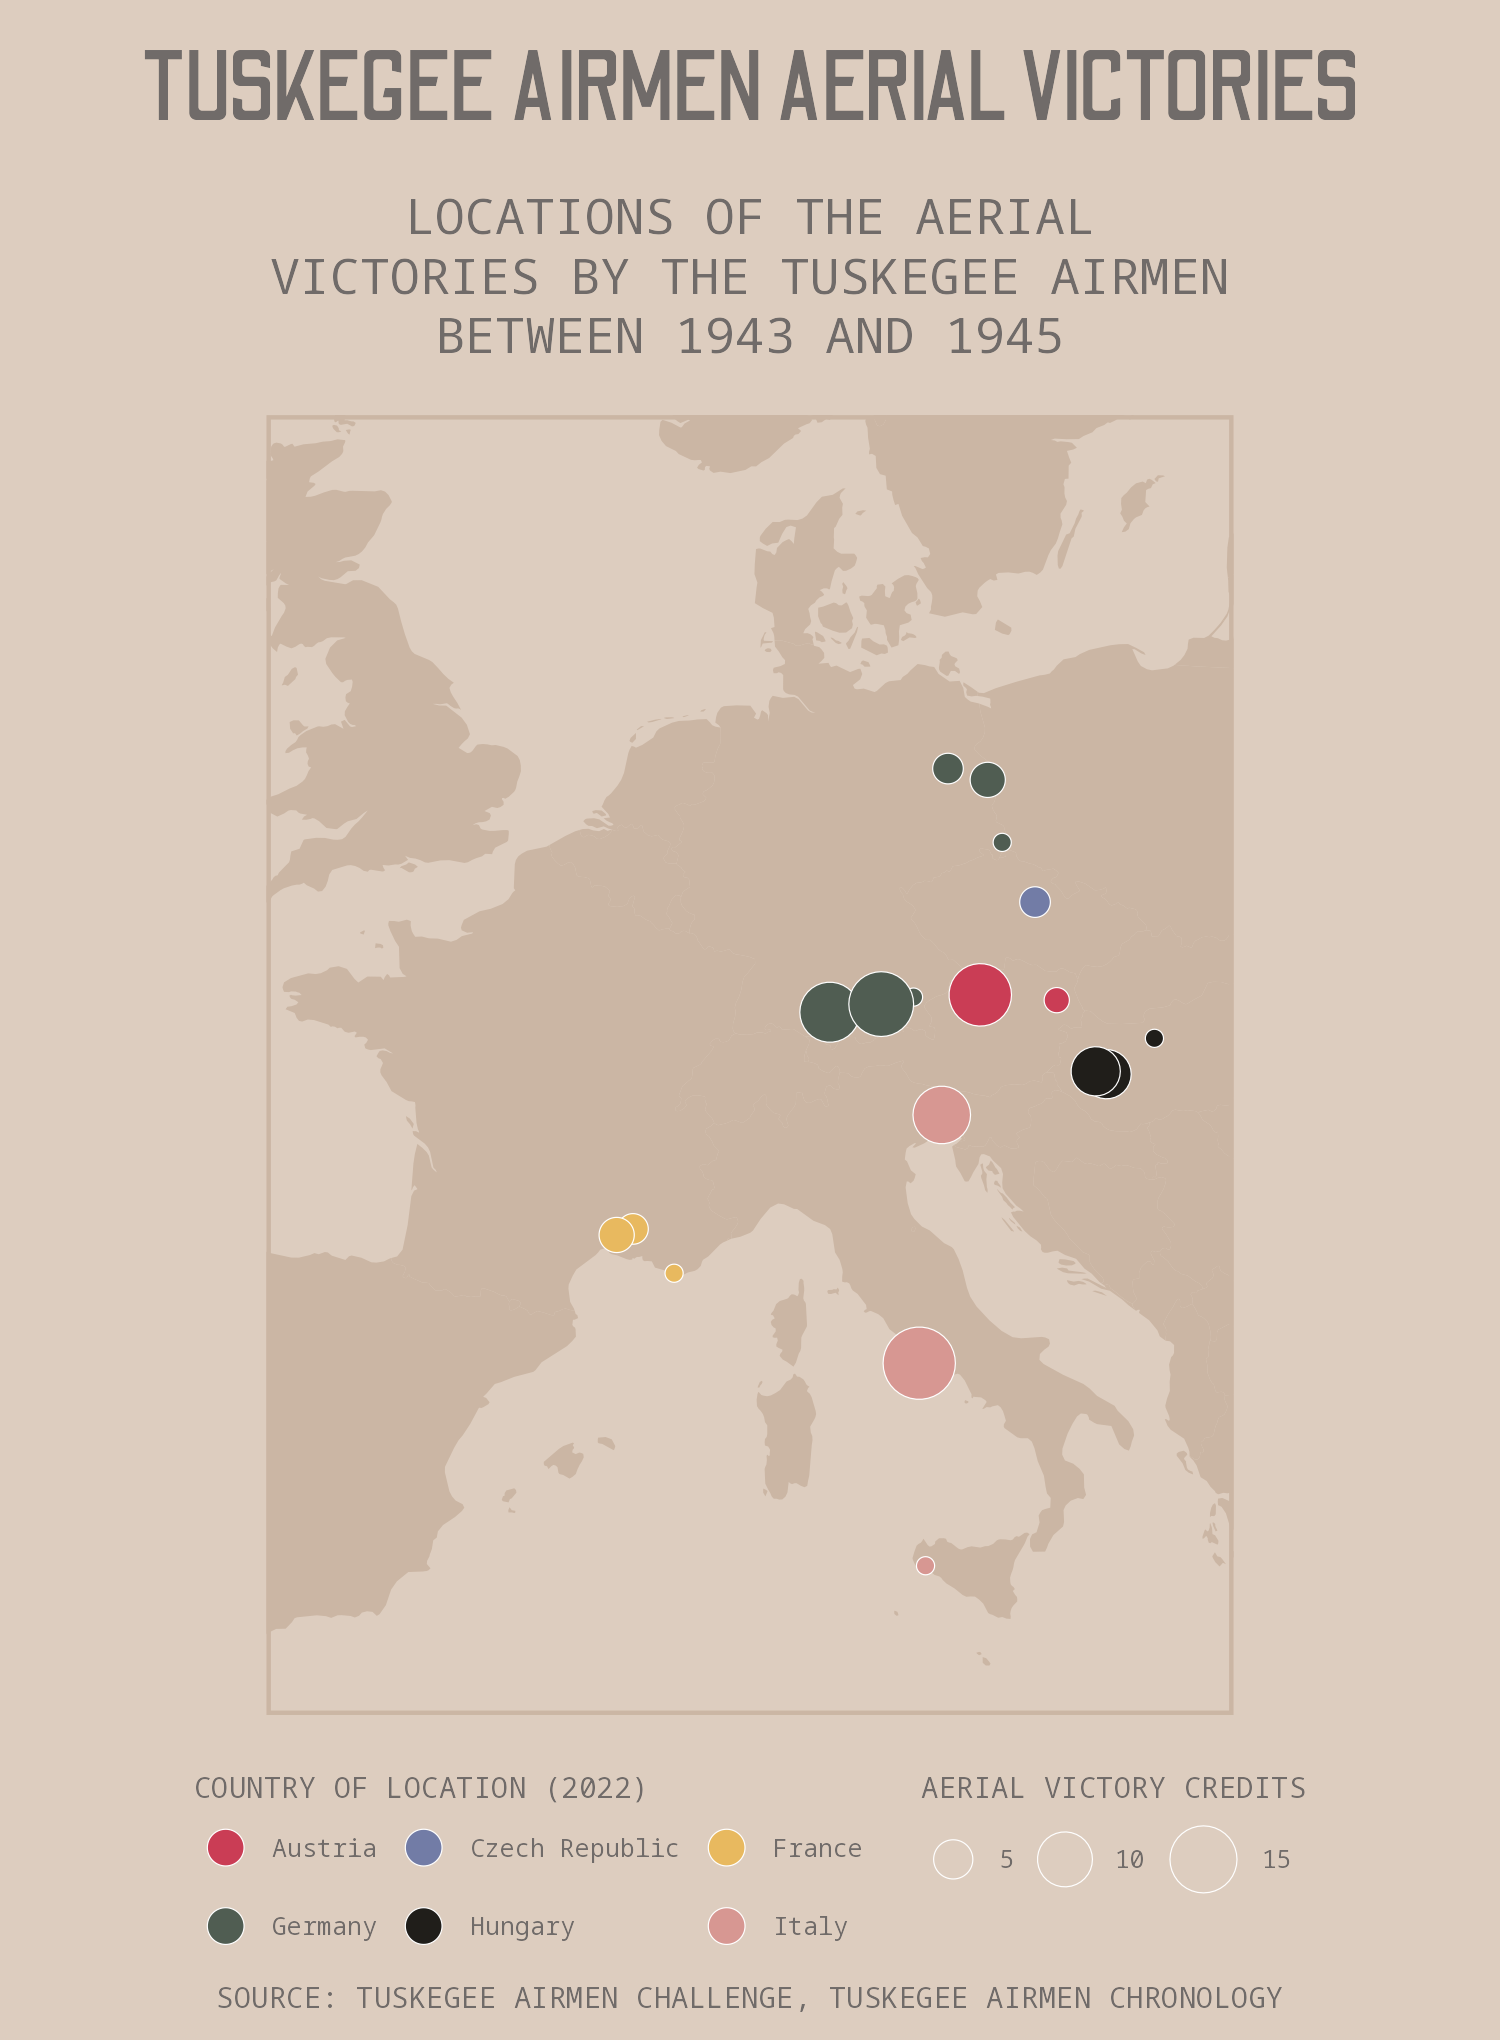 TUSKEGEE AIRMEN AERIAL VICTORIES
LOCATIONS OF THE AERIAL
VICTORIES BY THE TUSKEGEE AIRMEN
BETWEEN 1943 AND 1945
COUNTRY OF LOCATION (2022)
Austria Czech Republic France
Germany Hungary Italy
AERIAL VICTORY CREDITS
5 10 15
SOURCE: TUSKEGEE AIRMEN CHALLENGE, TUSKEGEE AIRMEN CHRONOLOGY